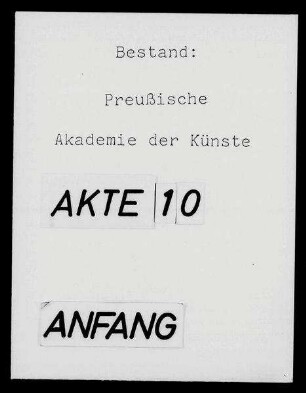 Bestand:
Preußische
Akademie der Künste
AKTE 10
ANFANG